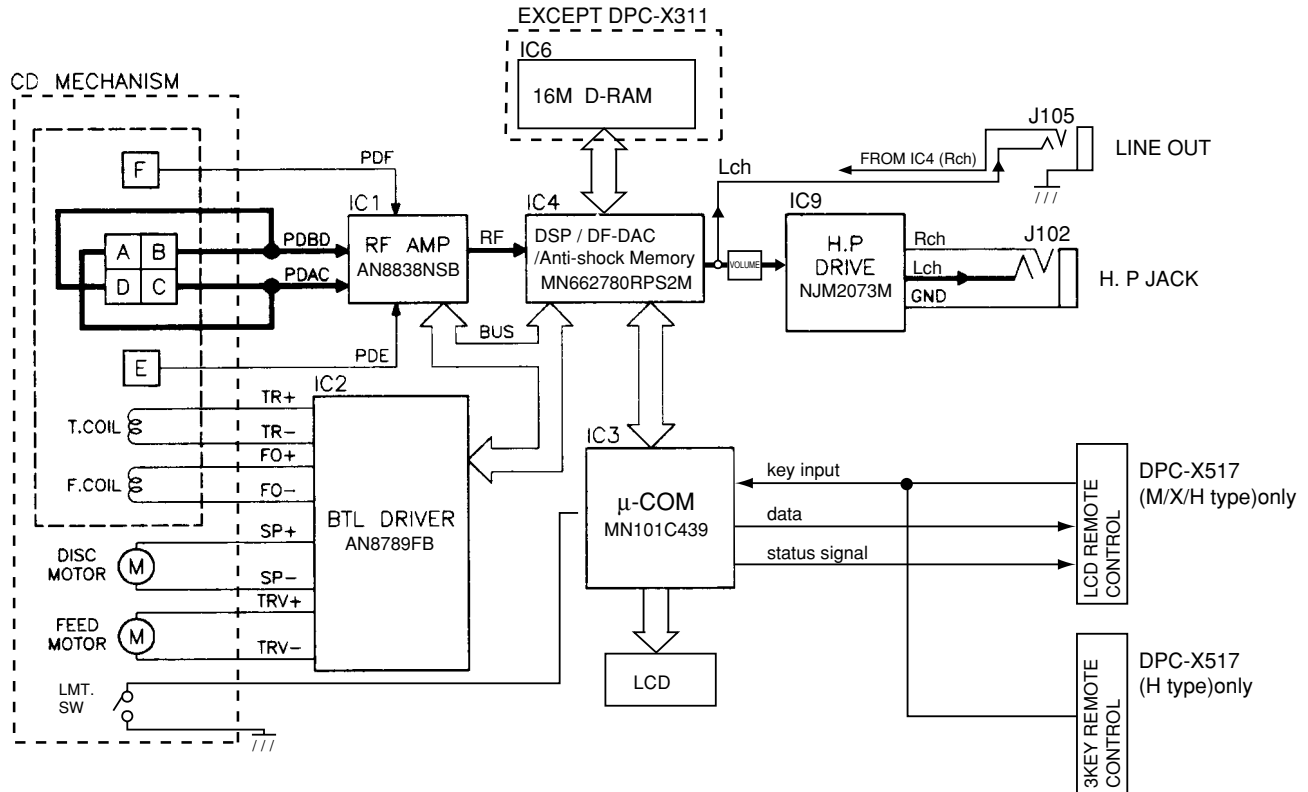 EXCEPT DPC-X311
IC6
16M D-RAM
CD MECHANISM
F
PDF
A B
D C
PDBD
PDAC
E
PDE
IC1
RF AMP
AN8838NSB
RF
IC4
DSP / DF-DAC
/Anti-shock Memory
MN662780RPS2M
Lch
VOLUME
FROM IC4 (Rch)
J105
LINE OUT
IC9
H.P
DRIVE
NJM2073M
Rch
Lch
GND
J102
H. P JACK
BUS
T.COIL
TR+
TR-
F.COIL
FO+
FO-
DISC
MOTOR
M
SP+
SP-
FEED
MOTOR
M
TRV+
TRV-
LMT.
SW
IC2
BTL DRIVER
AN8789FB
IC3
μ-COM
MN101C439
LCD
key input
data
status signal
LCD REMOTE
CONTROL
DPC-X517
(M/X/H type)only
3KEY REMOTE
CONTROL
DPC-X517
(H type)only